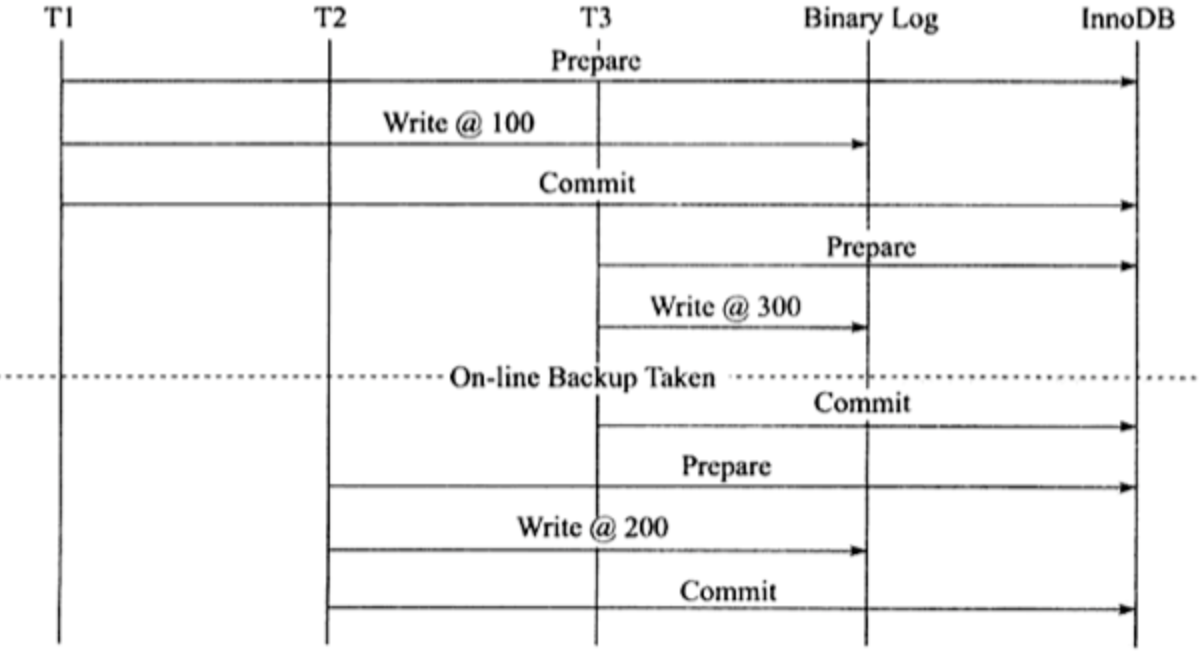 T1 T2 T3 Binary Log InnoDB
Prepare
Write @ 100
Commit
Prepare
Write @ 300
On-line Backup Taken
Commit
Prepare
Write @ 200
Commit